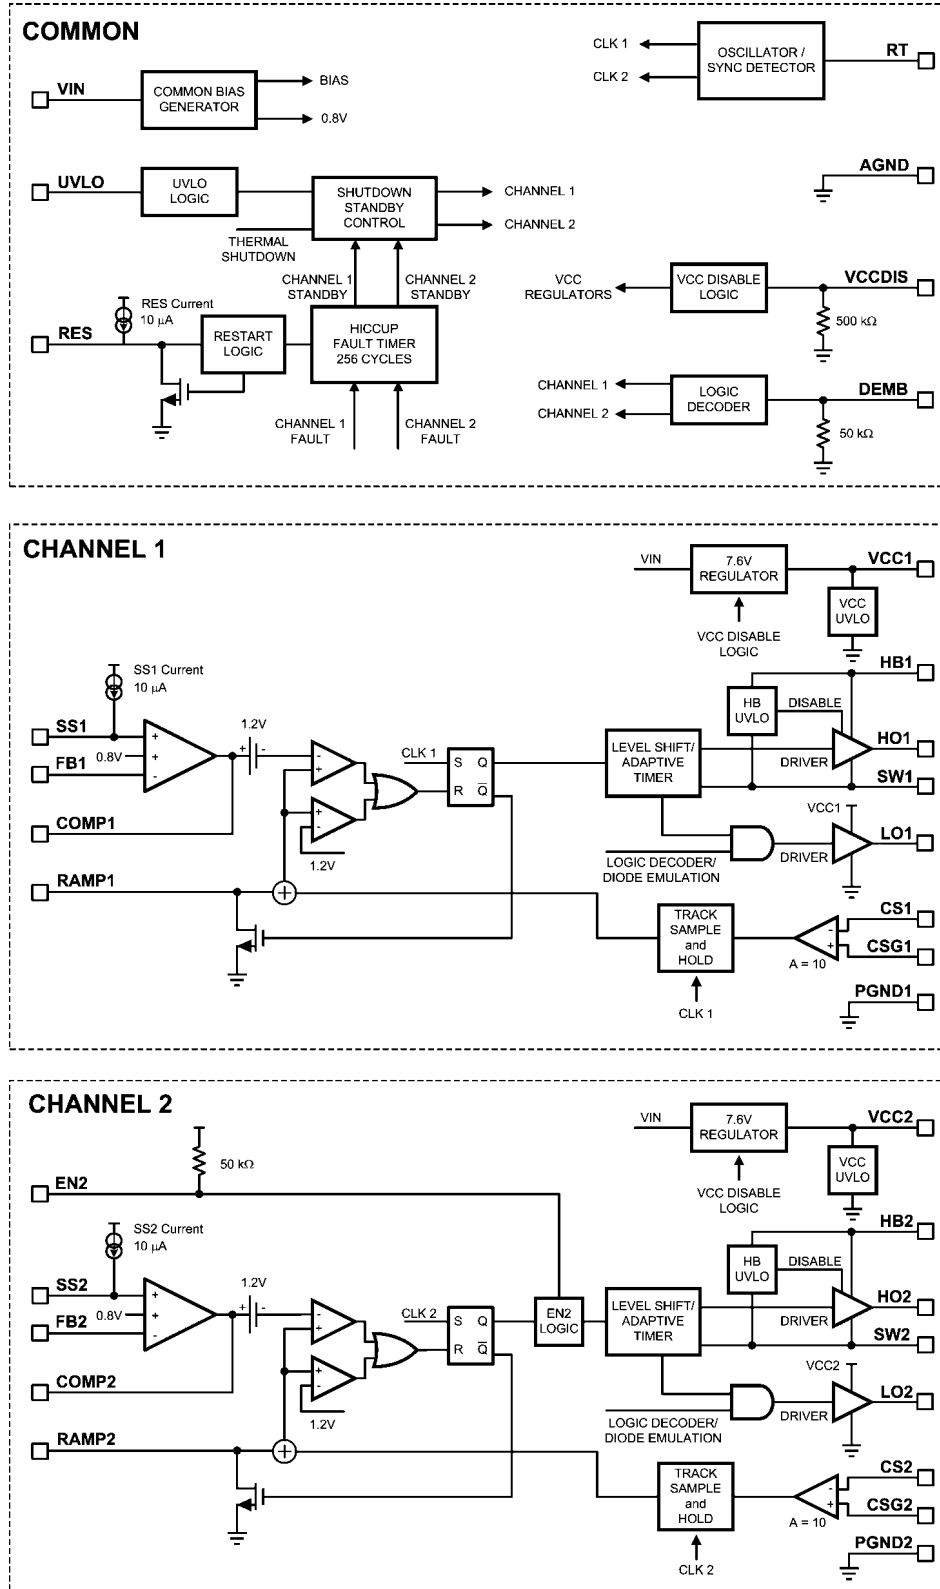 COMMON
CLK 1
CLK 2
OSCILLATOR /
SYNC DETECTOR
RT
VIN
COMMON BIAS
GENERATOR
BIAS
0.8V
AGND
UVLO
UVLO
LOGIC
SHUTDOWN
STANDBY
CONTROL
CHANNEL 1
CHANNEL 2
THERMAL
SHUTDOWN
CHANNEL 1
STANDBY
CHANNEL 2
STANDBY
VCC
REGULATORS
VCC DISABLE
LOGIC
VCCDIS
500 kΩ
RES Current
10 μA
RES
RESTART
LOGIC
HICCUP
FAULT TIMER
256 CYCLES
CHANNEL 1
CHANNEL 2
LOGIC
DECODER
DEMB
50 kΩ
CHANNEL 1
FAULT
CHANNEL 2
FAULT
CHANNEL 1
VIN
7.6V
REGULATOR
VCC1
VCC
UVLO
VCC DISABLE
LOGIC
SS1 Current
10 μA
HB1
HB
UVLO
DISABLE
SS1
+
0.8V
+
FB1
-
1.2V
+ -
-
+
CLK 1
S Q
R Q
LEVEL SHIFT/
ADAPTIVE
TIMER
DRIVER
HO1
SW1
COMP1
+
-
1.2V
VCC1
LO1
LOGIC DECODER/
DIODE EMULATION
DRIVER
RAMP1
+
TRACK
SAMPLE
and
HOLD
CLK 1
-
+
A = 10
CS1
CSG1
PGND1
CHANNEL 2
50 kΩ
EN2
VIN
7.6V
REGULATOR
VCC2
VCC
UVLO
VCC DISABLE
LOGIC
SS2 Current
10 μA
HB2
HB
UVLO
DISABLE
SS2
+
0.8V
+
FB2
-
1.2V
+ -
-
+
CLK 2
S Q
R Q
EN2
LOGIC
LEVEL SHIFT/
ADAPTIVE
TIMER
DRIVER
HO2
SW2
COMP2
+
-
1.2V
VCC2
LO2
LOGIC DECODER/
DIODE EMULATION
DRIVER
RAMP2
+
TRACK
SAMPLE
and
HOLD
CLK 2
-
+
A = 10
CS2
CSG2
PGND2